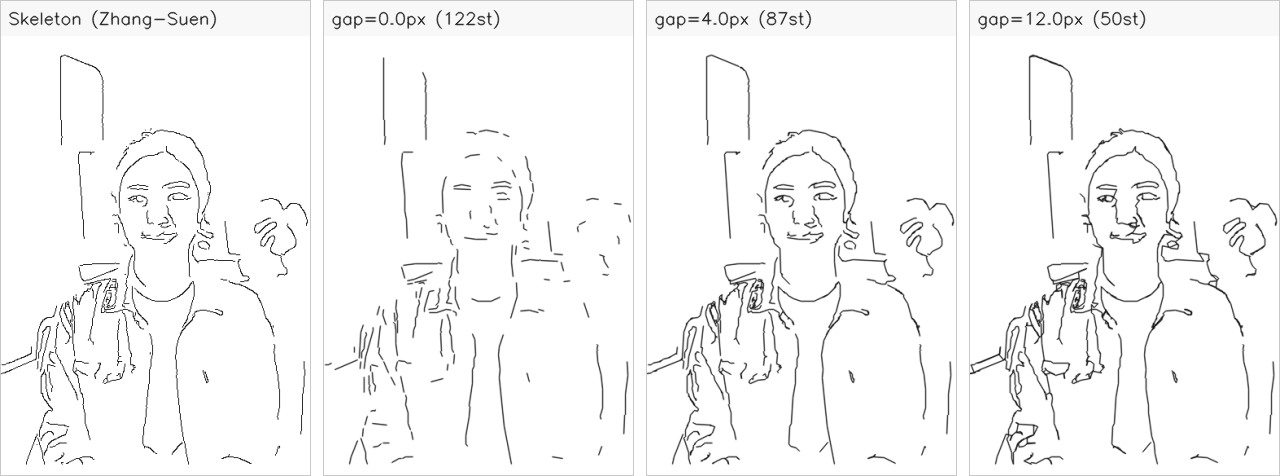 Skeleton (Zhang-Suen)
gap=0.0px (122st)
gap=4.0px (87st)
gap=12.0px (50st)